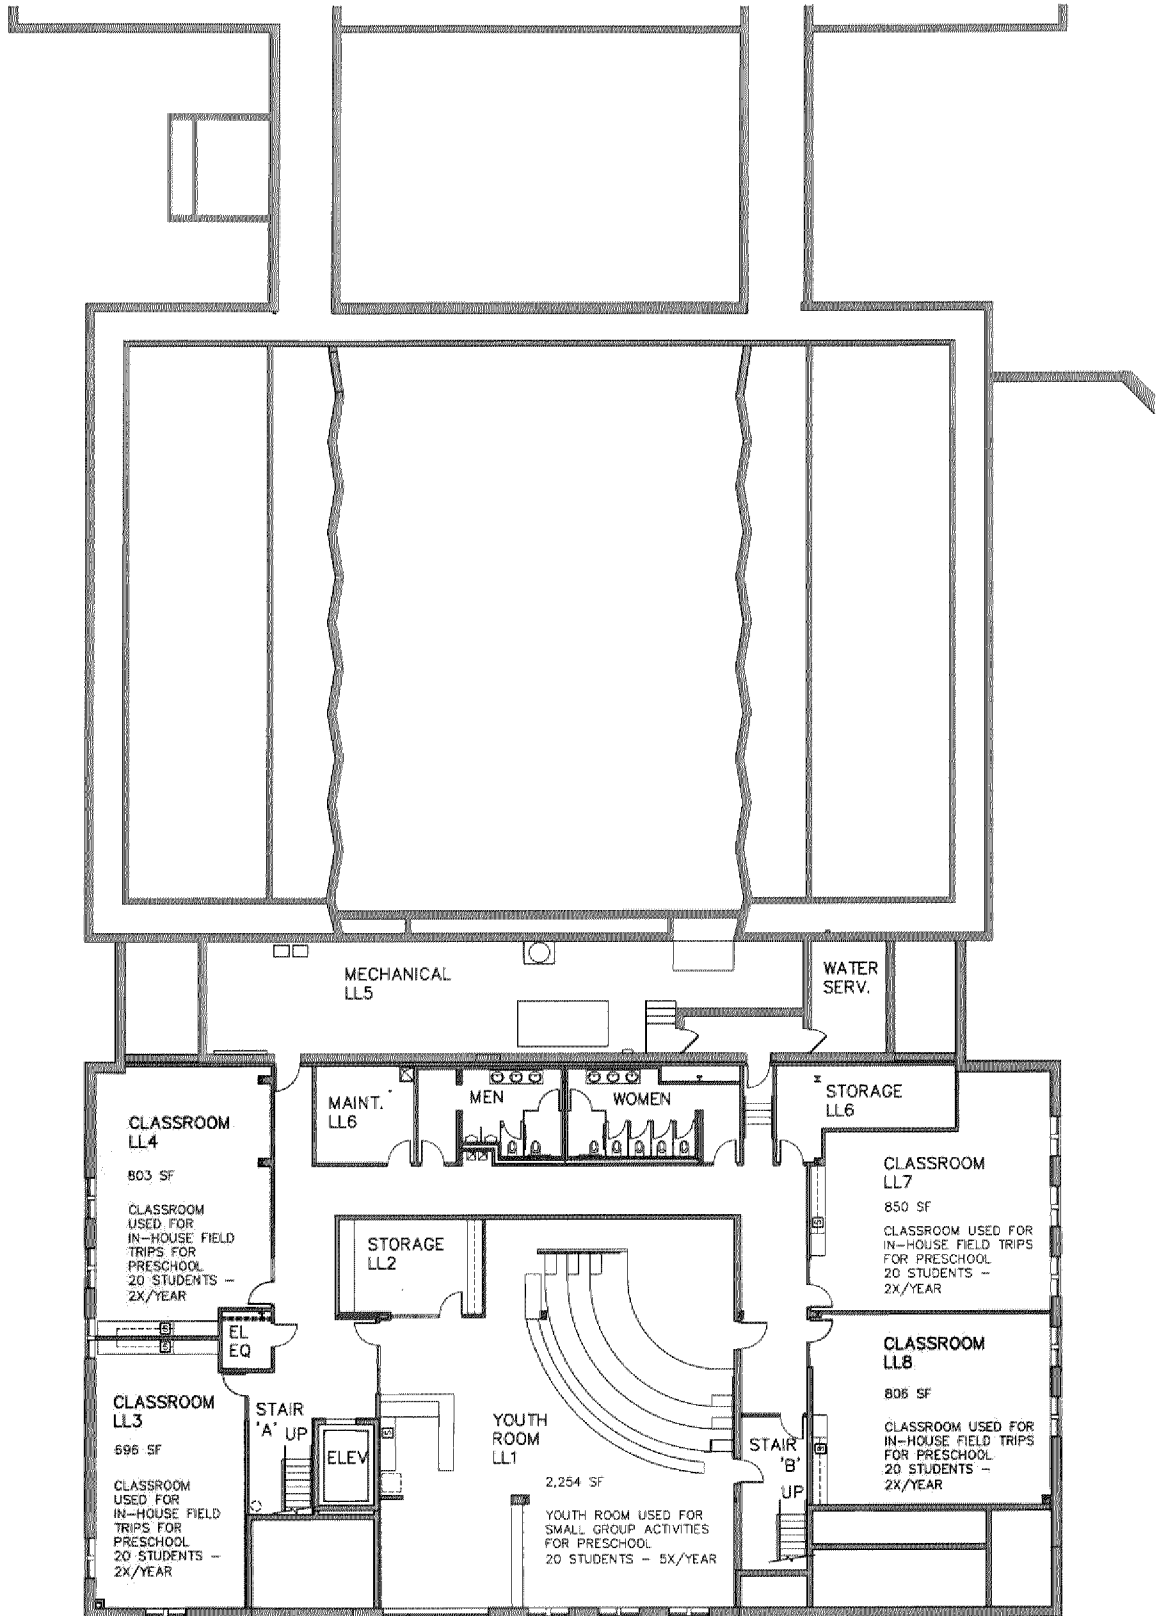 MECHANICAL
LL5
WATER
SERV.
MAINT.
LL6
MEN
WOMEN
STORAGE
LL6
CLASSROOM
LL4
803 SF
CLASSROOM
USED FOR
IN-HOUSE FIELD
TRIPS FOR
PRESCHOOL
20 STUDENTS –
2X/YEAR
CLASSROOM
LL7
850 SF
CLASSROOM USED FOR
IN-HOUSE FIELD TRIPS
FOR PRESCHOOL
20 STUDENTS –
2X/YEAR
STORAGE
LL2
S
EL
EQ
S
S
CLASSROOM
LL8
806 SF
CLASSROOM USED FOR
IN-HOUSE FIELD TRIPS
FOR PRESCHOOL
20 STUDENTS –
2X/YEAR
S
CLASSROOM
LL3
696 SF
CLASSROOM
USED FOR
IN-HOUSE FIELD
TRIPS FOR
PRESCHOOL
20 STUDENTS –
2X/YEAR
STAIR
'A' UP
ELEV
S
YOUTH
ROOM
LL1
2,254 SF
YOUTH ROOM USED FOR
SMALL GROUP ACTIVITIES
FOR PRESCHOOL
20 STUDENTS – 5X/YEAR
STAIR
'B'
UP